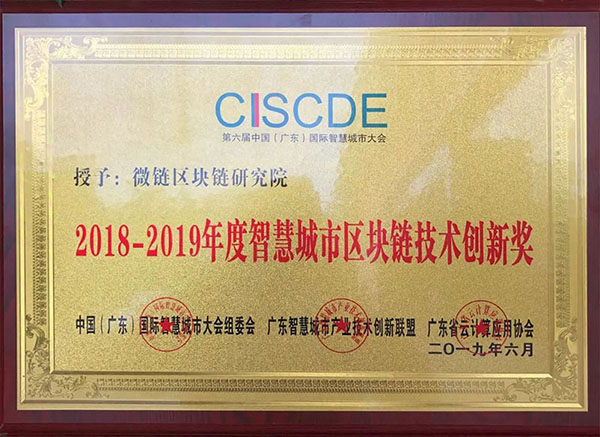 CIISCDE
第六届中国（广东）国际智慧城市大会
授予：微链区块链研究院
2018-2019年度智慧城市区块链技术创新奖
中国（广东）国际智慧城市大会组委会 广东智慧城市产业技术创新联盟 广东省云计算应用协会
二〇一九年六月